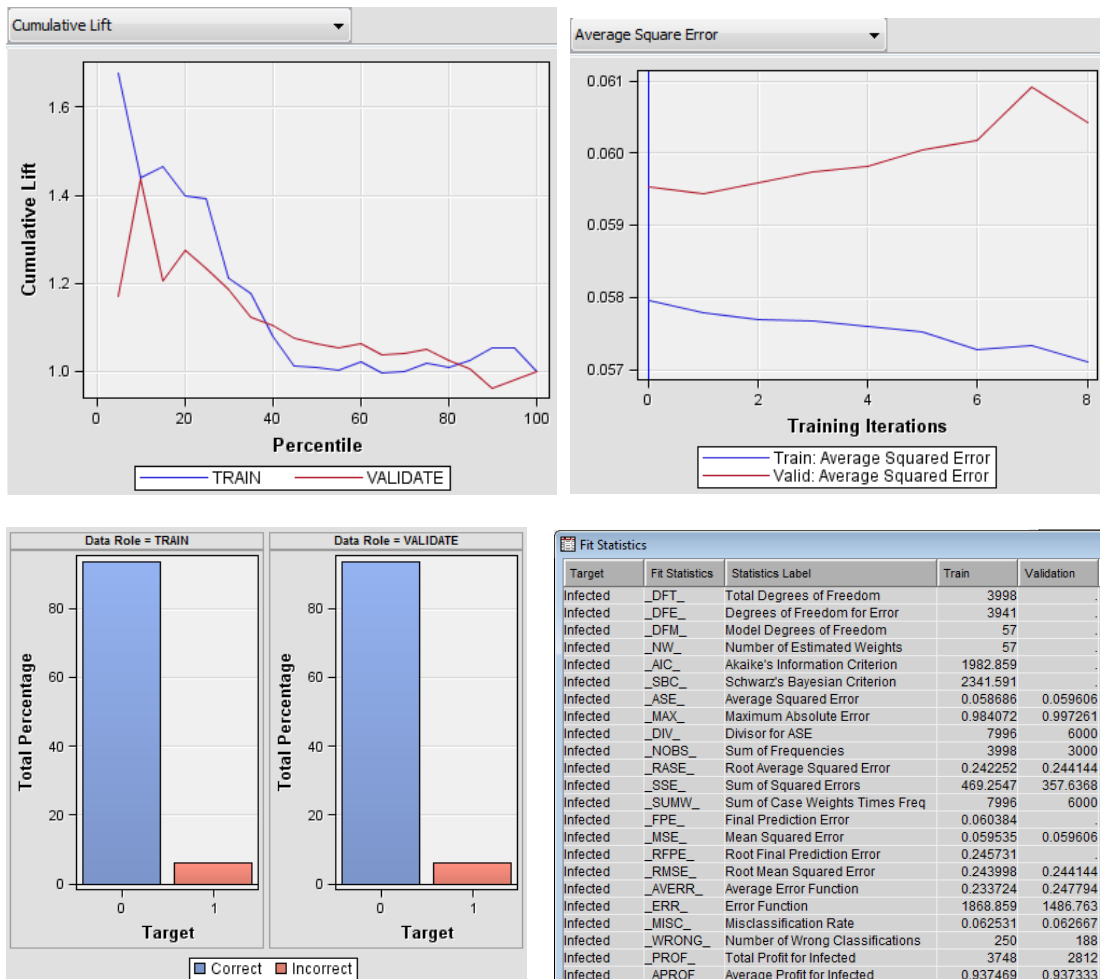 Cumulative Lift
Cumulative Lift
1.6
1.4
1.2
1.0
0 20 40 60 80 100
Percentile
TRAIN VALIDATE
Average Square Error
0.061
0.060
0.059
0.058
0.057
0 2 4 6 8
Training Iterations
Train: Average Squared Error
Valid: Average Squared Error
Data Role = TRAIN Data Role = VALIDATE
Total Percentage
80
60
40
20
0
0 1
Target
Total Percentage
80
60
40
20
0
0 1
Target
Correct Incorrect
Fit Statistics
Target Fit Statistics Statistics Label Train Validation
Infected _DFT_ Total Degrees of Freedom 3998 .
Infected _DFE_ Degrees of Freedom for Error 3941 .
Infected _DFM_ Model Degrees of Freedom 57 .
Infected _NW_ Number of Estimated Weights 57 .
Infected _AIC_ Akaike's Information Criterion 1982.859 .
Infected _SBC_ Schwarz's Bayesian Criterion 2341.591 .
Infected _ASE_ Average Squared Error 0.058686 0.059606
Infected _MAX_ Maximum Absolute Error 0.984072 0.997261
Infected _DIV_ Divisor for ASE 7996 6000
Infected _NOBS_ Sum of Frequencies 3998 3000
Infected _RASE_ Root Average Squared Error 0.242252 0.244144
Infected _SSE_ Sum of Squared Errors 469.2547 357.6368
Infected _SUMW_ Sum of Case Weights Times Freq 7996 6000
Infected _FPE_ Final Prediction Error 0.060384 .
Infected _MSE_ Mean Squared Error 0.059535 0.059606
Infected _RFPE_ Root Final Prediction Error 0.245731 .
Infected _RMSE_ Root Mean Squared Error 0.243998 0.244144
Infected _AVERR_ Average Error Function 0.233724 0.247794
Infected _ERR_ Error Function 1868.859 1486.763
Infected _MISC_ Misclassification Rate 0.062531 0.062667
Infected _WRONG_ Number of Wrong Classifications 250 188
Infected _PROF_ Total Profit for Infected 3748 2812
Infected _APROF_ Average Profit for Infected 0.937469 0.937333